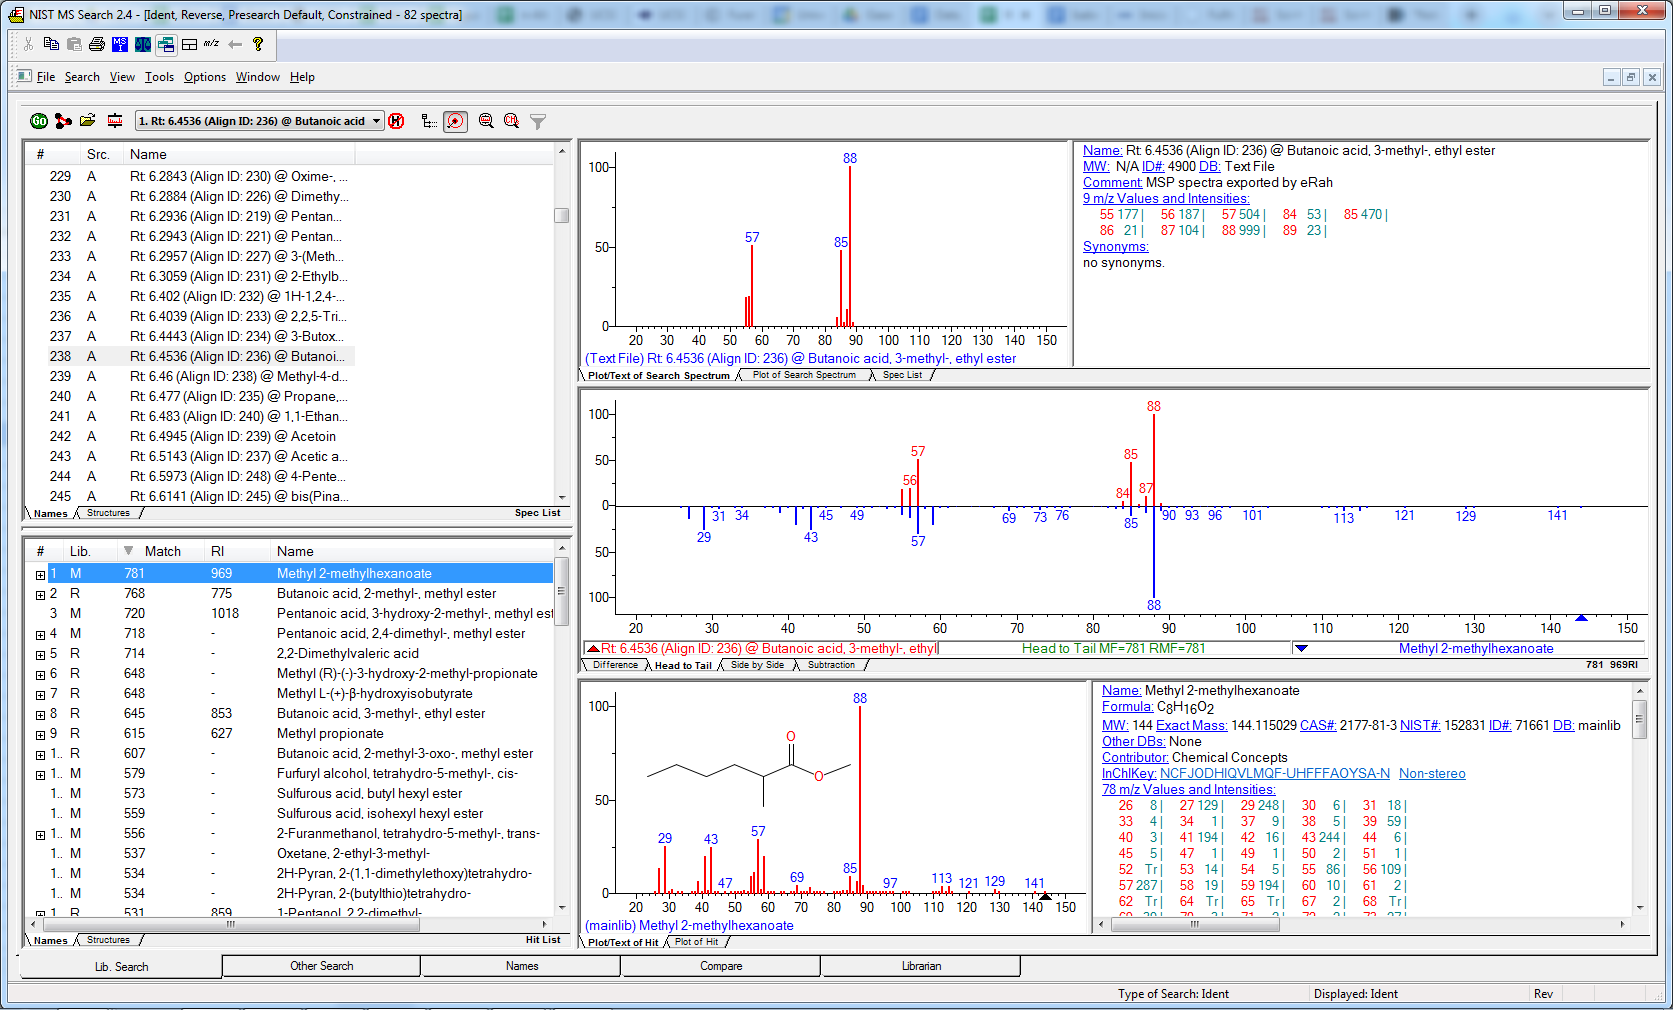 NIST MS Search 2.4 - [Ident, Reverse, Presearch Default, Constrained - 82 spectra]
File Search View Tools Options Window Help
1. Rt: 6.4536 (Align ID: 236) @ Butanoic acid
# Src. Name
229 A Rt: 6.2843 (Align ID: 230) @ Oxime-, ...
230 A Rt: 6.2884 (Align ID: 226) @ Dimethy...
231 A Rt: 6.2936 (Align ID: 219) @ Pentan...
232 A Rt: 6.2943 (Align ID: 221) @ Pentan...
233 A Rt: 6.2957 (Align ID: 227) @ 3-(Meth...
234 A Rt: 6.3059 (Align ID: 231) @ 2-Ethylb...
235 A Rt: 6.402 (Align ID: 232) @ 1H-1,2,4-...
236 A Rt: 6.4039 (Align ID: 233) @ 2,2,5-Tri...
237 A Rt: 6.4443 (Align ID: 234) @ 3-Butox...
238 A Rt: 6.4536 (Align ID: 236) @ Butanoi...
239 A Rt: 6.46 (Align ID: 238) @ Methyl-4-d...
240 A Rt: 6.477 (Align ID: 235) @ Propane,...
241 A Rt: 6.483 (Align ID: 240) @ 1,1-Ethan...
242 A Rt: 6.4945 (Align ID: 239) @ Acetoin
243 A Rt: 6.5143 (Align ID: 237) @ Acetic a...
244 A Rt: 6.5973 (Align ID: 248) @ 4-Pente...
245 A Rt: 6.6141 (Align ID: 245) @ bis(Pina...
Names Structures Spec List
# Lib. Match RI Name
1 M 781 969 Methyl 2-methylhexanoate
2 R 768 775 Butanoic acid, 2-methyl-, methyl ester
3 M 720 1018 Pentanoic acid, 3-hydroxy-2-methyl-, methyl est
4 M 718 - Pentanoic acid, 2,4-dimethyl-, methyl ester
5 R 714 - 2,2-Dimethylvaleric acid
6 R 648 - Methyl (R)-(-)-3-hydroxy-2-methyl-propionate
7 R 648 - Methyl L-(+)-β-hydroxyisobutyrate
8 R 645 853 Butanoic acid, 3-methyl-, ethyl ester
9 R 615 627 Methyl propionate
1.. R 607 - Butanoic acid, 2-methyl-3-oxo-, methyl ester
1.. M 579 - Furfuryl alcohol, tetrahydro-5-methyl-, cis-
1.. M 573 - Sulfurous acid, butyl hexyl ester
1.. M 559 - Sulfurous acid, isohexyl hexyl ester
1.. M 556 - 2-Furanmethanol, tetrahydro-5-methyl-, trans-
1.. M 537 - Oxetane, 2-ethyl-3-methyl-
1.. M 534 - 2H-Pyran, 2-(1,1-dimethylethoxy)tetrahydro-
1.. M 534 - 2H-Pyran, 2-(butylthio)tetrahydro-
1.. R 531 859 1-Pentanol, 2,2-dimethyl-
Names Structures Hit List
100
50
0
88
57
85
20 30 40 50 60 70 80 90 100 110 120 130 140 150
(Text File) Rt: 6.4536 (Align ID: 236) @ Butanoic acid, 3-methyl-, ethyl ester
Plot/Text of Search Spectrum Plot of Search Spectrum Spec List
Name: Rt: 6.4536 (Align ID: 236) @ Butanoic acid, 3-methyl-, ethyl ester
MW: N/A ID#: 4900 DB: Text File
Comment: MSP spectra exported by eRah
9 m/z Values and Intensities:
55 177 | 56 187 | 57 504 | 84 53 | 85 470 |
86 21 | 87 104 | 88 999 | 89 23 |
Synonyms:
no synonyms.
100
50
0
50
100
88
57 85
56 84 87
31 34 45 49 69 73 76 85 90 93 96 101 113 121 129 141
29 43 57
88
20 30 40 50 60 70 80 90 100 110 120 130 140 150
Rt: 6.4536 (Align ID: 236) @ Butanoic acid, 3-methyl-, ethyl Head to Tail MF=781 RMF=781 Methyl 2-methylhexanoate
Difference Head to Tail Side by Side Subtraction 781 969RI
100
50
0
88
O
O
29 43 57
47 69 85 97 113 121 129 141
20 30 40 50 60 70 80 90 100 110 120 130 140 150
(mainlib) Methyl 2-methylhexanoate
Plot/Text of Hit Plot of Hit
Name: Methyl 2-methylhexanoate
Formula: C8H16O2
MW: 144 Exact Mass: 144.115029 CAS#: 2177-81-3 NIST#: 152831 ID#: 71661 DB: mainlib
Other DBs: None
Contributor: Chemical Concepts
InChIKey: NCFJODHIQVLMQF-UHFFFAOYSA-N Non-stereo
78 m/z Values and Intensities:
26 8 | 27 129 | 29 248 | 30 6 | 31 18 |
33 4 | 34 1 | 37 9 | 38 5 | 39 59 |
40 3 | 41 194 | 42 16 | 43 244 | 44 6 |
45 5 | 47 1 | 49 1 | 50 2 | 51 1 |
52 Tr | 53 14 | 54 5 | 55 86 | 56 109 |
57 287 | 58 19 | 59 194 | 60 10 | 61 2 |
62 Tr | 64 Tr | 65 Tr | 67 2 | 68 Tr |
Lib. Search Other Search Names Compare Librarian
Type of Search: Ident Displayed: Ident Rev